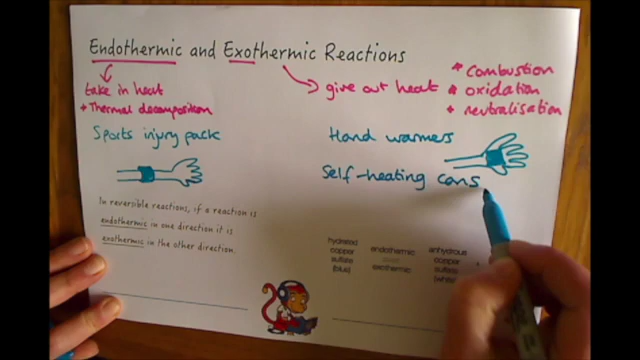 Endothermic and Exothermic Reactions
take in heat
* Thermal decomposition
give out heat
* combustion
* oxidation
* neutralisation
Sports injury pack
Hand warmers
Self-heating cans
In reversible reactions, if a reaction is
endothermic in one direction it is
exothermic in the other direction.
hydrated
copper
sulfate
(blue)
endothermic
exothermic
anhydrous
copper
sulfate
(white)